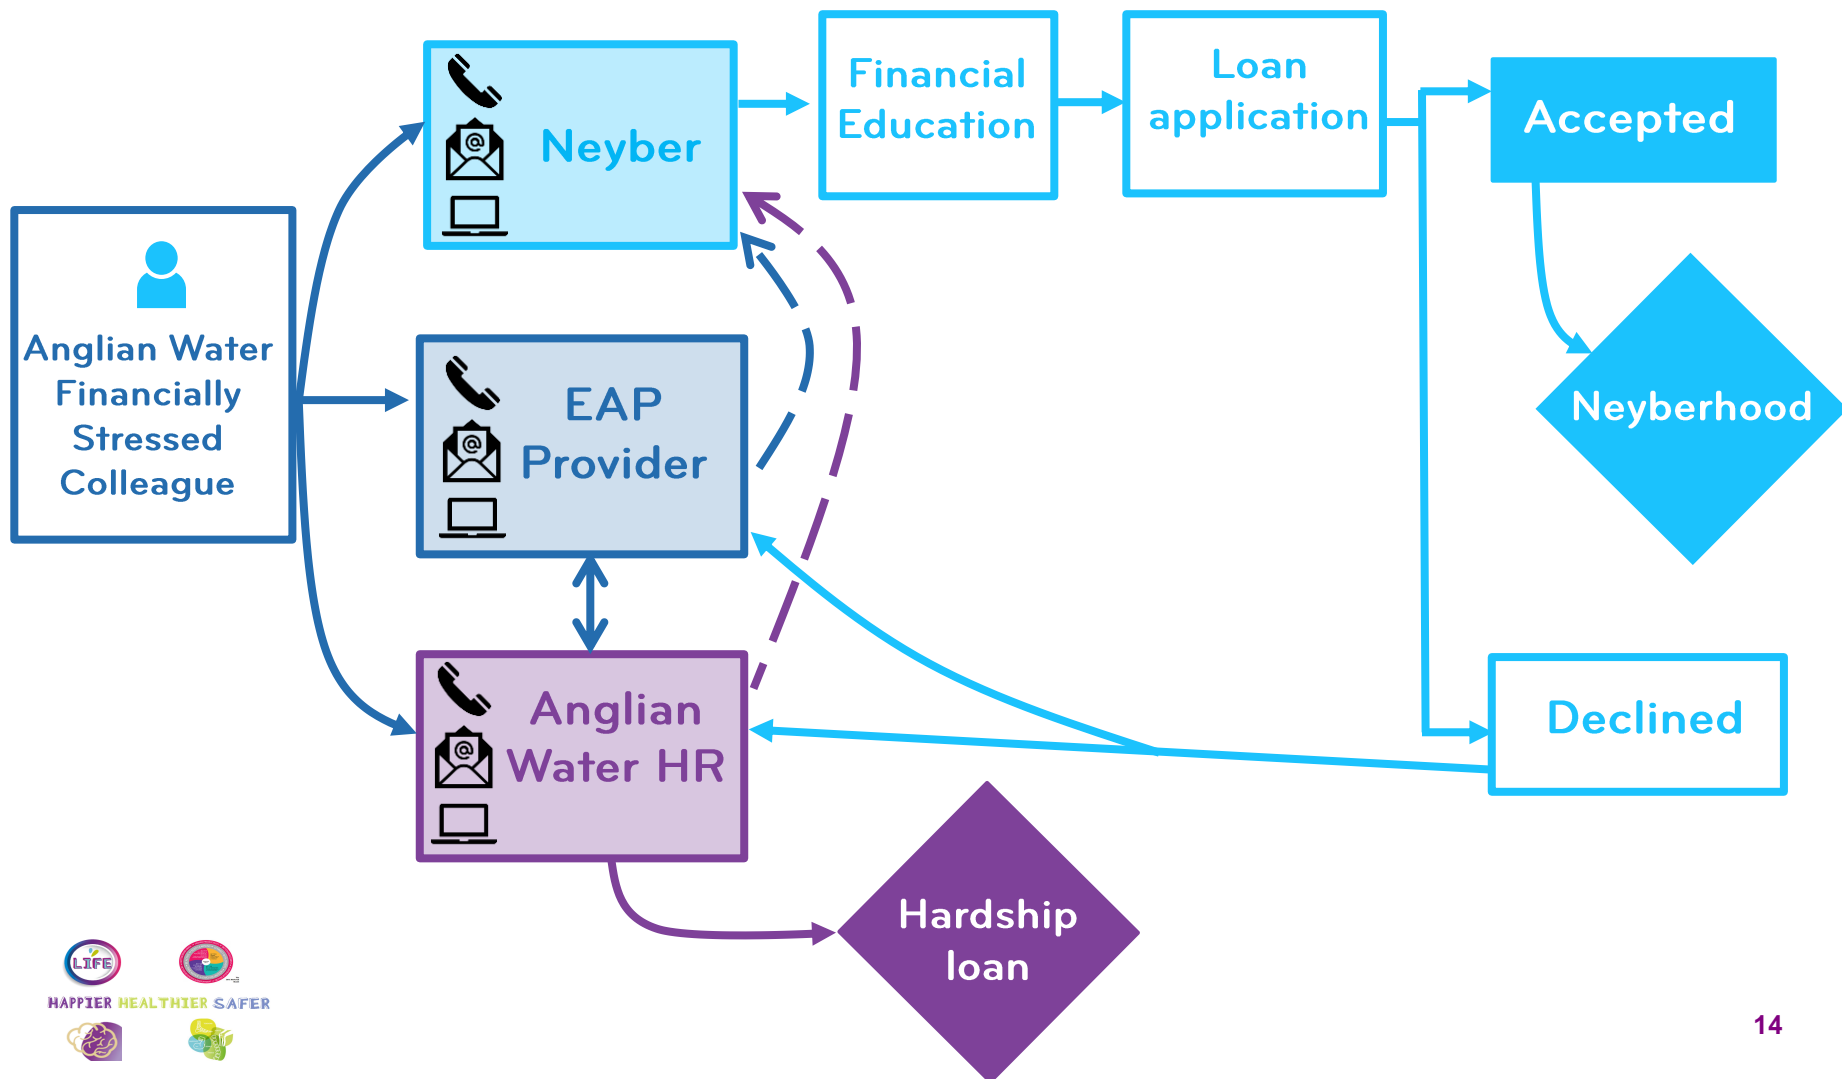 Anglian Water
Financially
Stressed
Colleague
@
Neyber
@
EAP
Provider
@
Anglian
Water HR
Financial
Education
Loan
application
Accepted
Neyberhood
Declined
Hardship
loan
LIFE
HAPPIER HEALTHIER SAFER
14